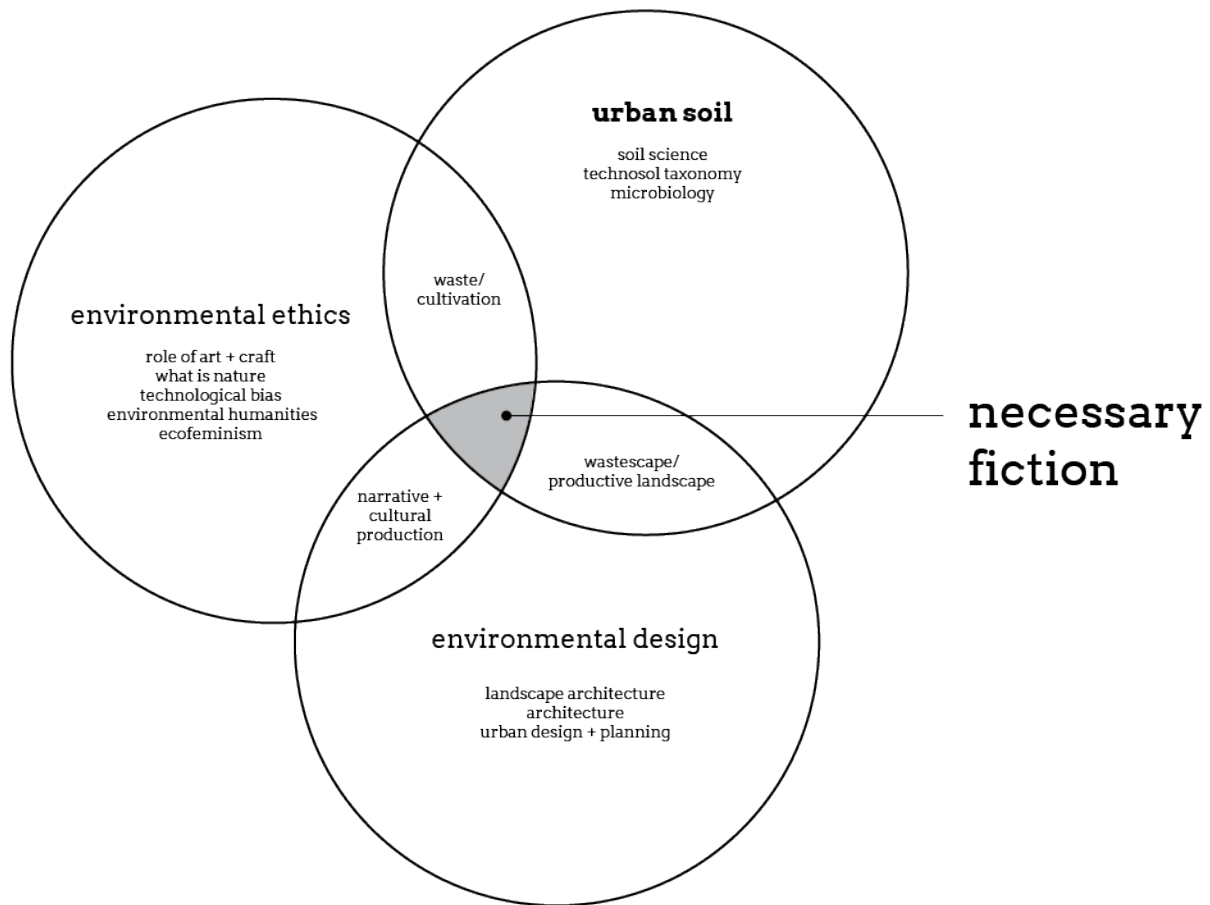 urban soil
soil science
technosol taxonomy
microbiology
waste/
cultivation
environmental ethics
role of art + craft
what is nature
technological bias
environmental humanities
ecofeminism
necessary
fiction
wastescape/
productive landscape
narrative +
cultural
production
environmental design
landscape architecture
architecture
urban design + planning